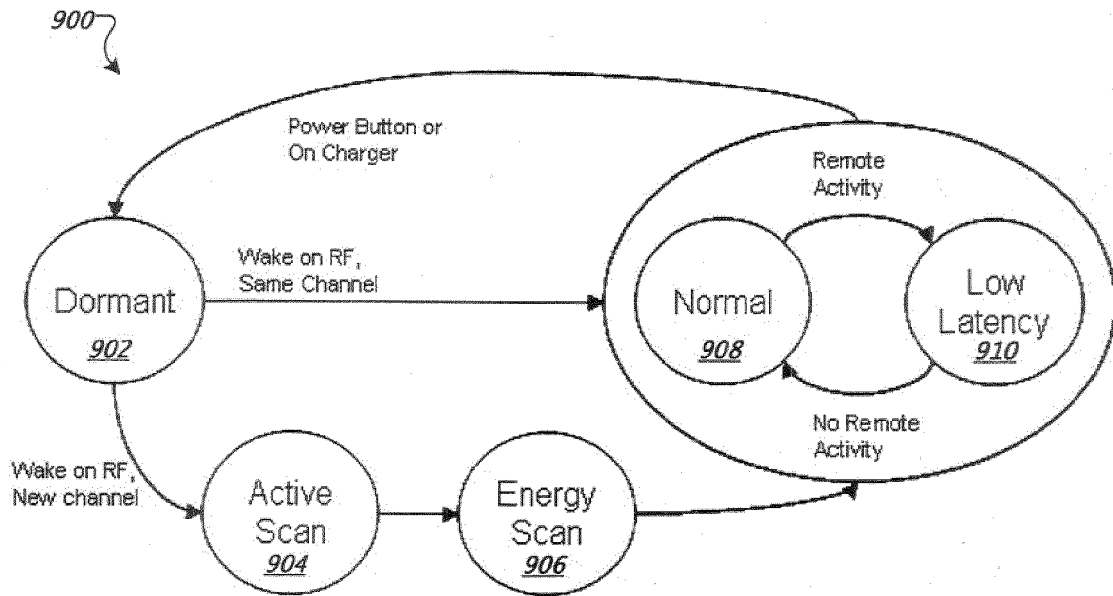 900
Power Button or
On Charger
Remote
Activity
Wake on RF,
Same Channel
Dormant
902
Normal
908
Low
Latency
910
No Remote
Activity
Wake on RF,
New channel
Active
Scan
904
Energy
Scan
906